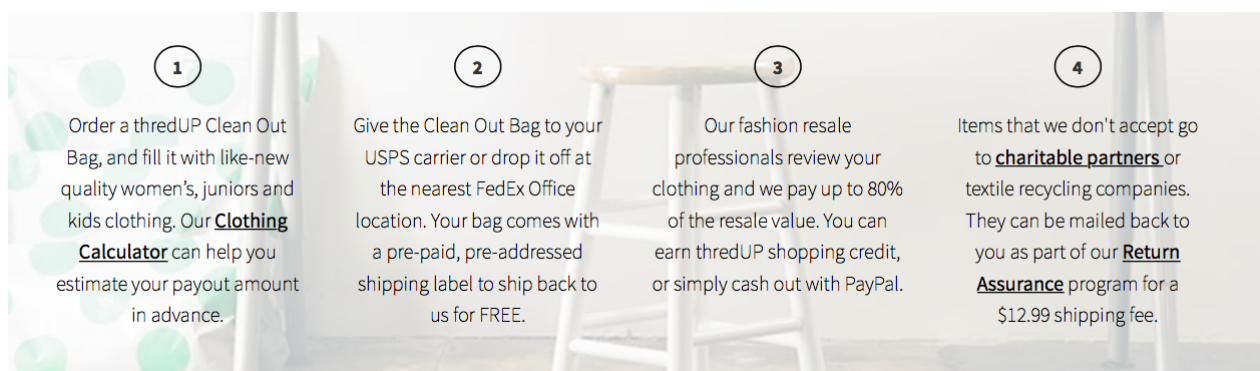 1
Order a thredUP Clean Out
Bag, and fill it with like-new
quality women’s, juniors and
kids clothing. Our Clothing
Calculator can help you
estimate your payout amount
in advance.
2
Give the Clean Out Bag to your
USPS carrier or drop it off at
the nearest FedEx Office
location. Your bag comes with
a pre-paid, pre-addressed
shipping label to ship back to
us for FREE.
3
Our fashion resale
professionals review your
clothing and we pay up to 80%
of the resale value. You can
earn thredUP shopping credit,
or simply cash out with PayPal.
4
Items that we don't accept go
to charitable partners or
textile recycling companies.
They can be mailed back to
you as part of our Return
Assurance program for a
$12.99 shipping fee.